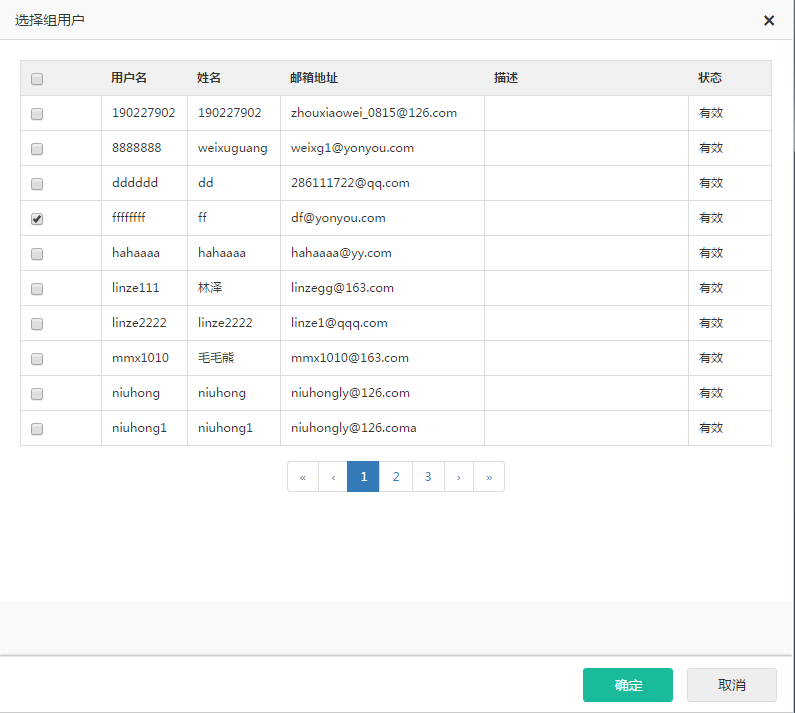 选择组用户 ×
用户名 姓名 邮箱地址 描述 状态
190227902 190227902 zhouxiaowei_0815@126.com 有效
8888888 weixuguang weixg1@yonyou.com 有效
dddddd dd 286111722@qq.com 有效
ffffffff ff df@yonyou.com 有效
hahaaaa hahaaaa hahaaaa@yy.com 有效
linze111 林泽 linzegg@163.com 有效
linze2222 linze2222 linze1@qqq.com 有效
mmx1010 毛毛熊 mmx1010@163.com 有效
niuhong niuhong niuhongly@126.com 有效
niuhong1 niuhong1 niuhongly@126.coma 有效
« ‹ 1 2 3 › »
确定 取消